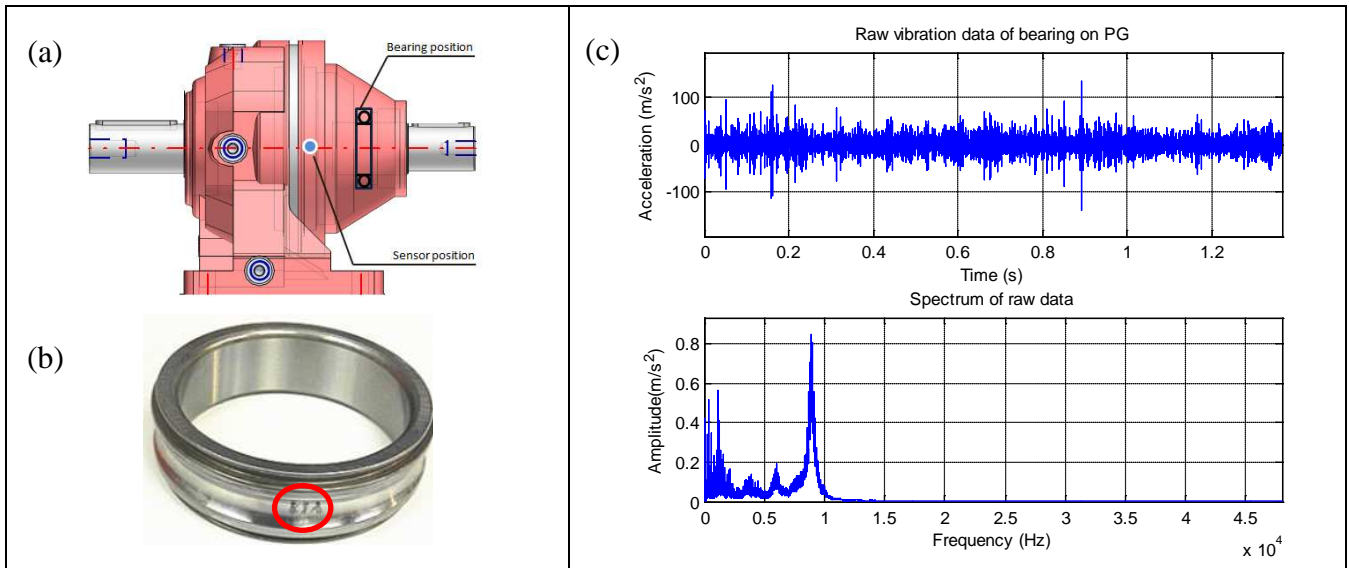 (a)
Bearing position
Sensor position
(b)
(c)
Raw vibration data of bearing on PG
Acceleration (m/s2)
100
0
-100
0 0.2 0.4 0.6 0.8 1 1.2
Time (s)
Spectrum of raw data
Amplitude(m/s2)
0.8
0.6
0.4
0.2
0
0 0.5 1 1.5 2 2.5 3 3.5 4 4.5
Frequency (Hz)
x 104